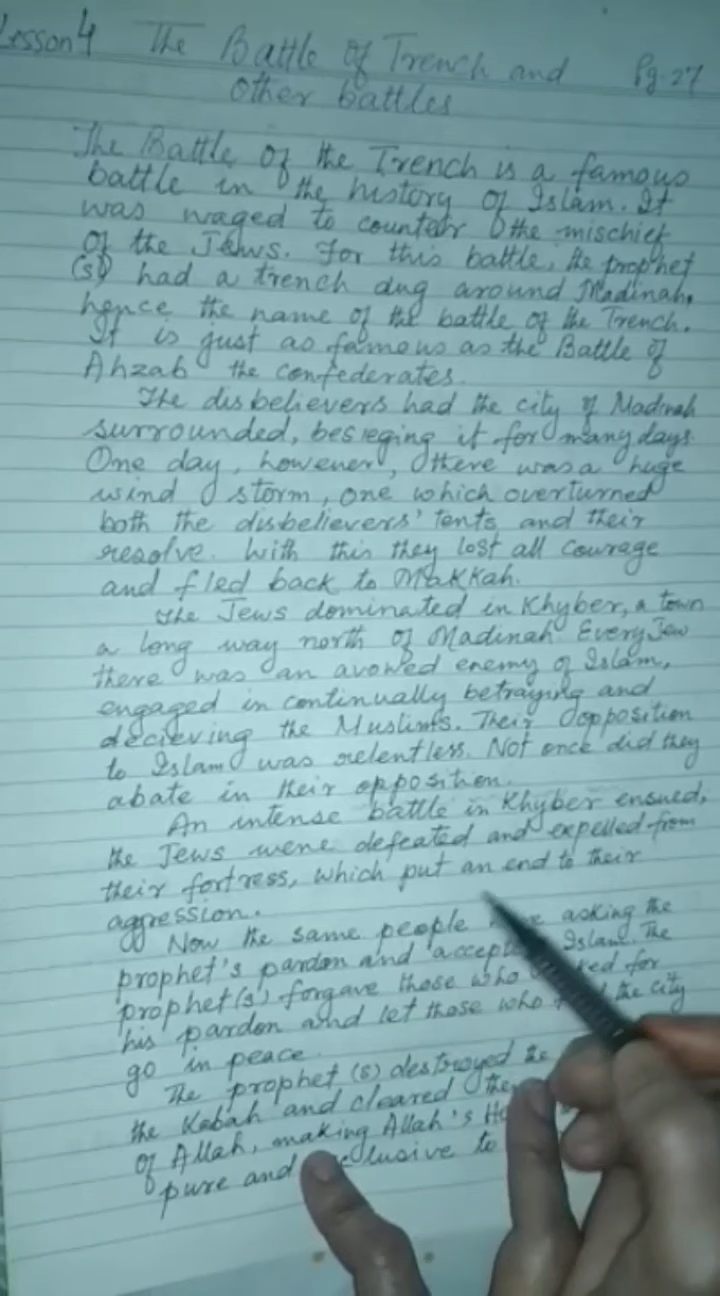 Lesson 4 The Battle of Trench and Pg-27
other battles
The Battle of the Trench is a famous
battle in the history of Islam. It
was waged to counter the mischief
of the Jews. For this battle, the prophet
(s) had a trench dug around Madinah,
hence the name of the battle of the Trench.
It is just as famous as the Battle of
Ahzab the confederates.
The disbelievers had the city of Madinah
surrounded, besieging it for many days.
One day, however, there was a huge
wind storm, one which overturned
both the disbelievers' tents and their
resolve. With this they lost all courage
and fled back to Makkah.
The Jews dominated in Khyber, a town
a long way north of Madinah. Every Jew
there was an avowed enemy of Islam,
engaged in continually betraying and
decieving the Muslims. Their Oopposition
to Islam was relentless. Not once did they
abate in their opposition.
An intense battle in Khyber ensued,
the Jews were defeated and expelled from
their fortress, which put an end to their
aggression.
Now the same people asking the
prophet's pardon and Islam. The
prophet(s) forgave those who for
his pardon and let those who the city
go in peace.
The prophet (s) destroyed the
the Kabah and cleared
of Allah, making Allah's
pure and to